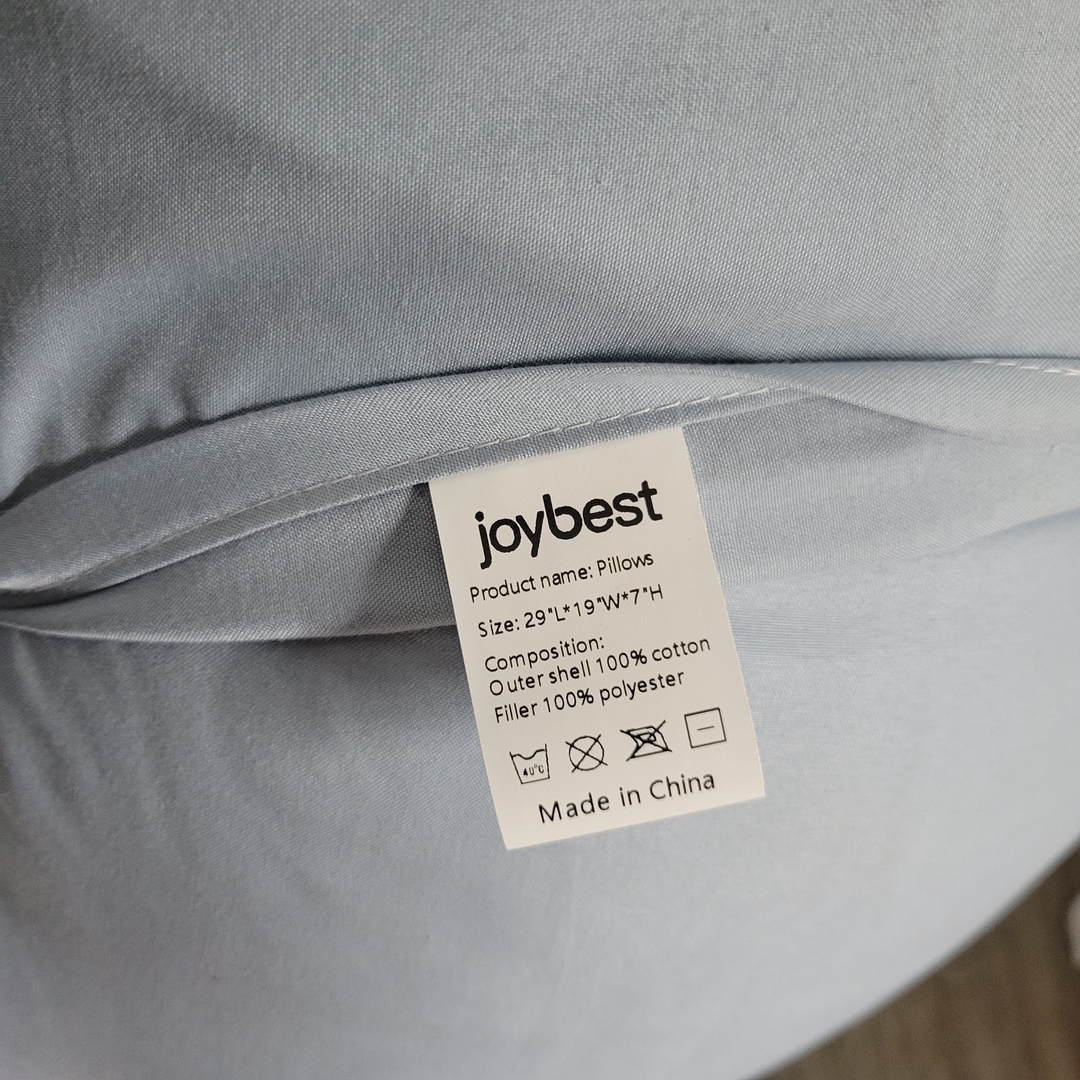 joybest
Product name: Pillows
Size: 29"L*19"W*7"H
Composition:
Outer shell 100% cotton
Filler 100% polyester
40°C
Made in China